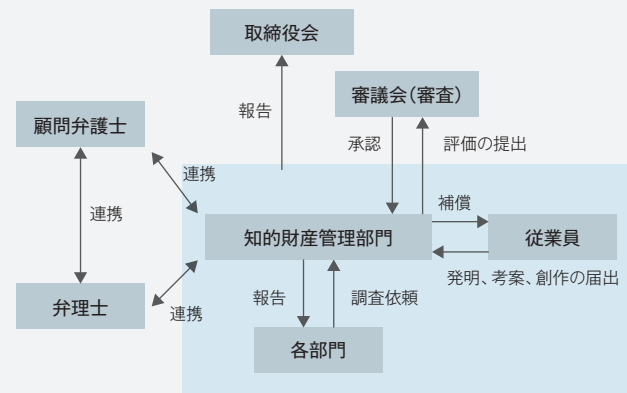 取締役会
審議会（審査）
報告
顧問弁護士
承認
評価の提出
連携
連携
補償
知的財産管理部門
従業員
発明、考案、創作の届出
弁理士
連携
報告
調査依頼
各部門